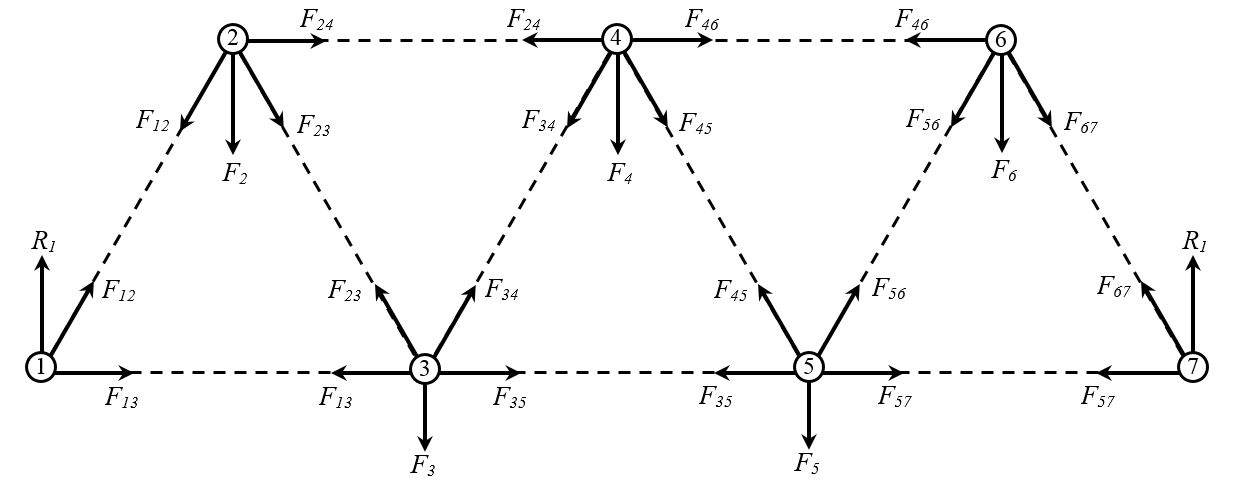 F24 F24 F46 F46
2 4 6
F12 F23 F34 F45 F56 F67
F2 F4 F6
R1 R1
F12 F23 F34 F45 F56 F67
1 3 5 7
F13 F13 F35 F35 F57 F57
F3 F5